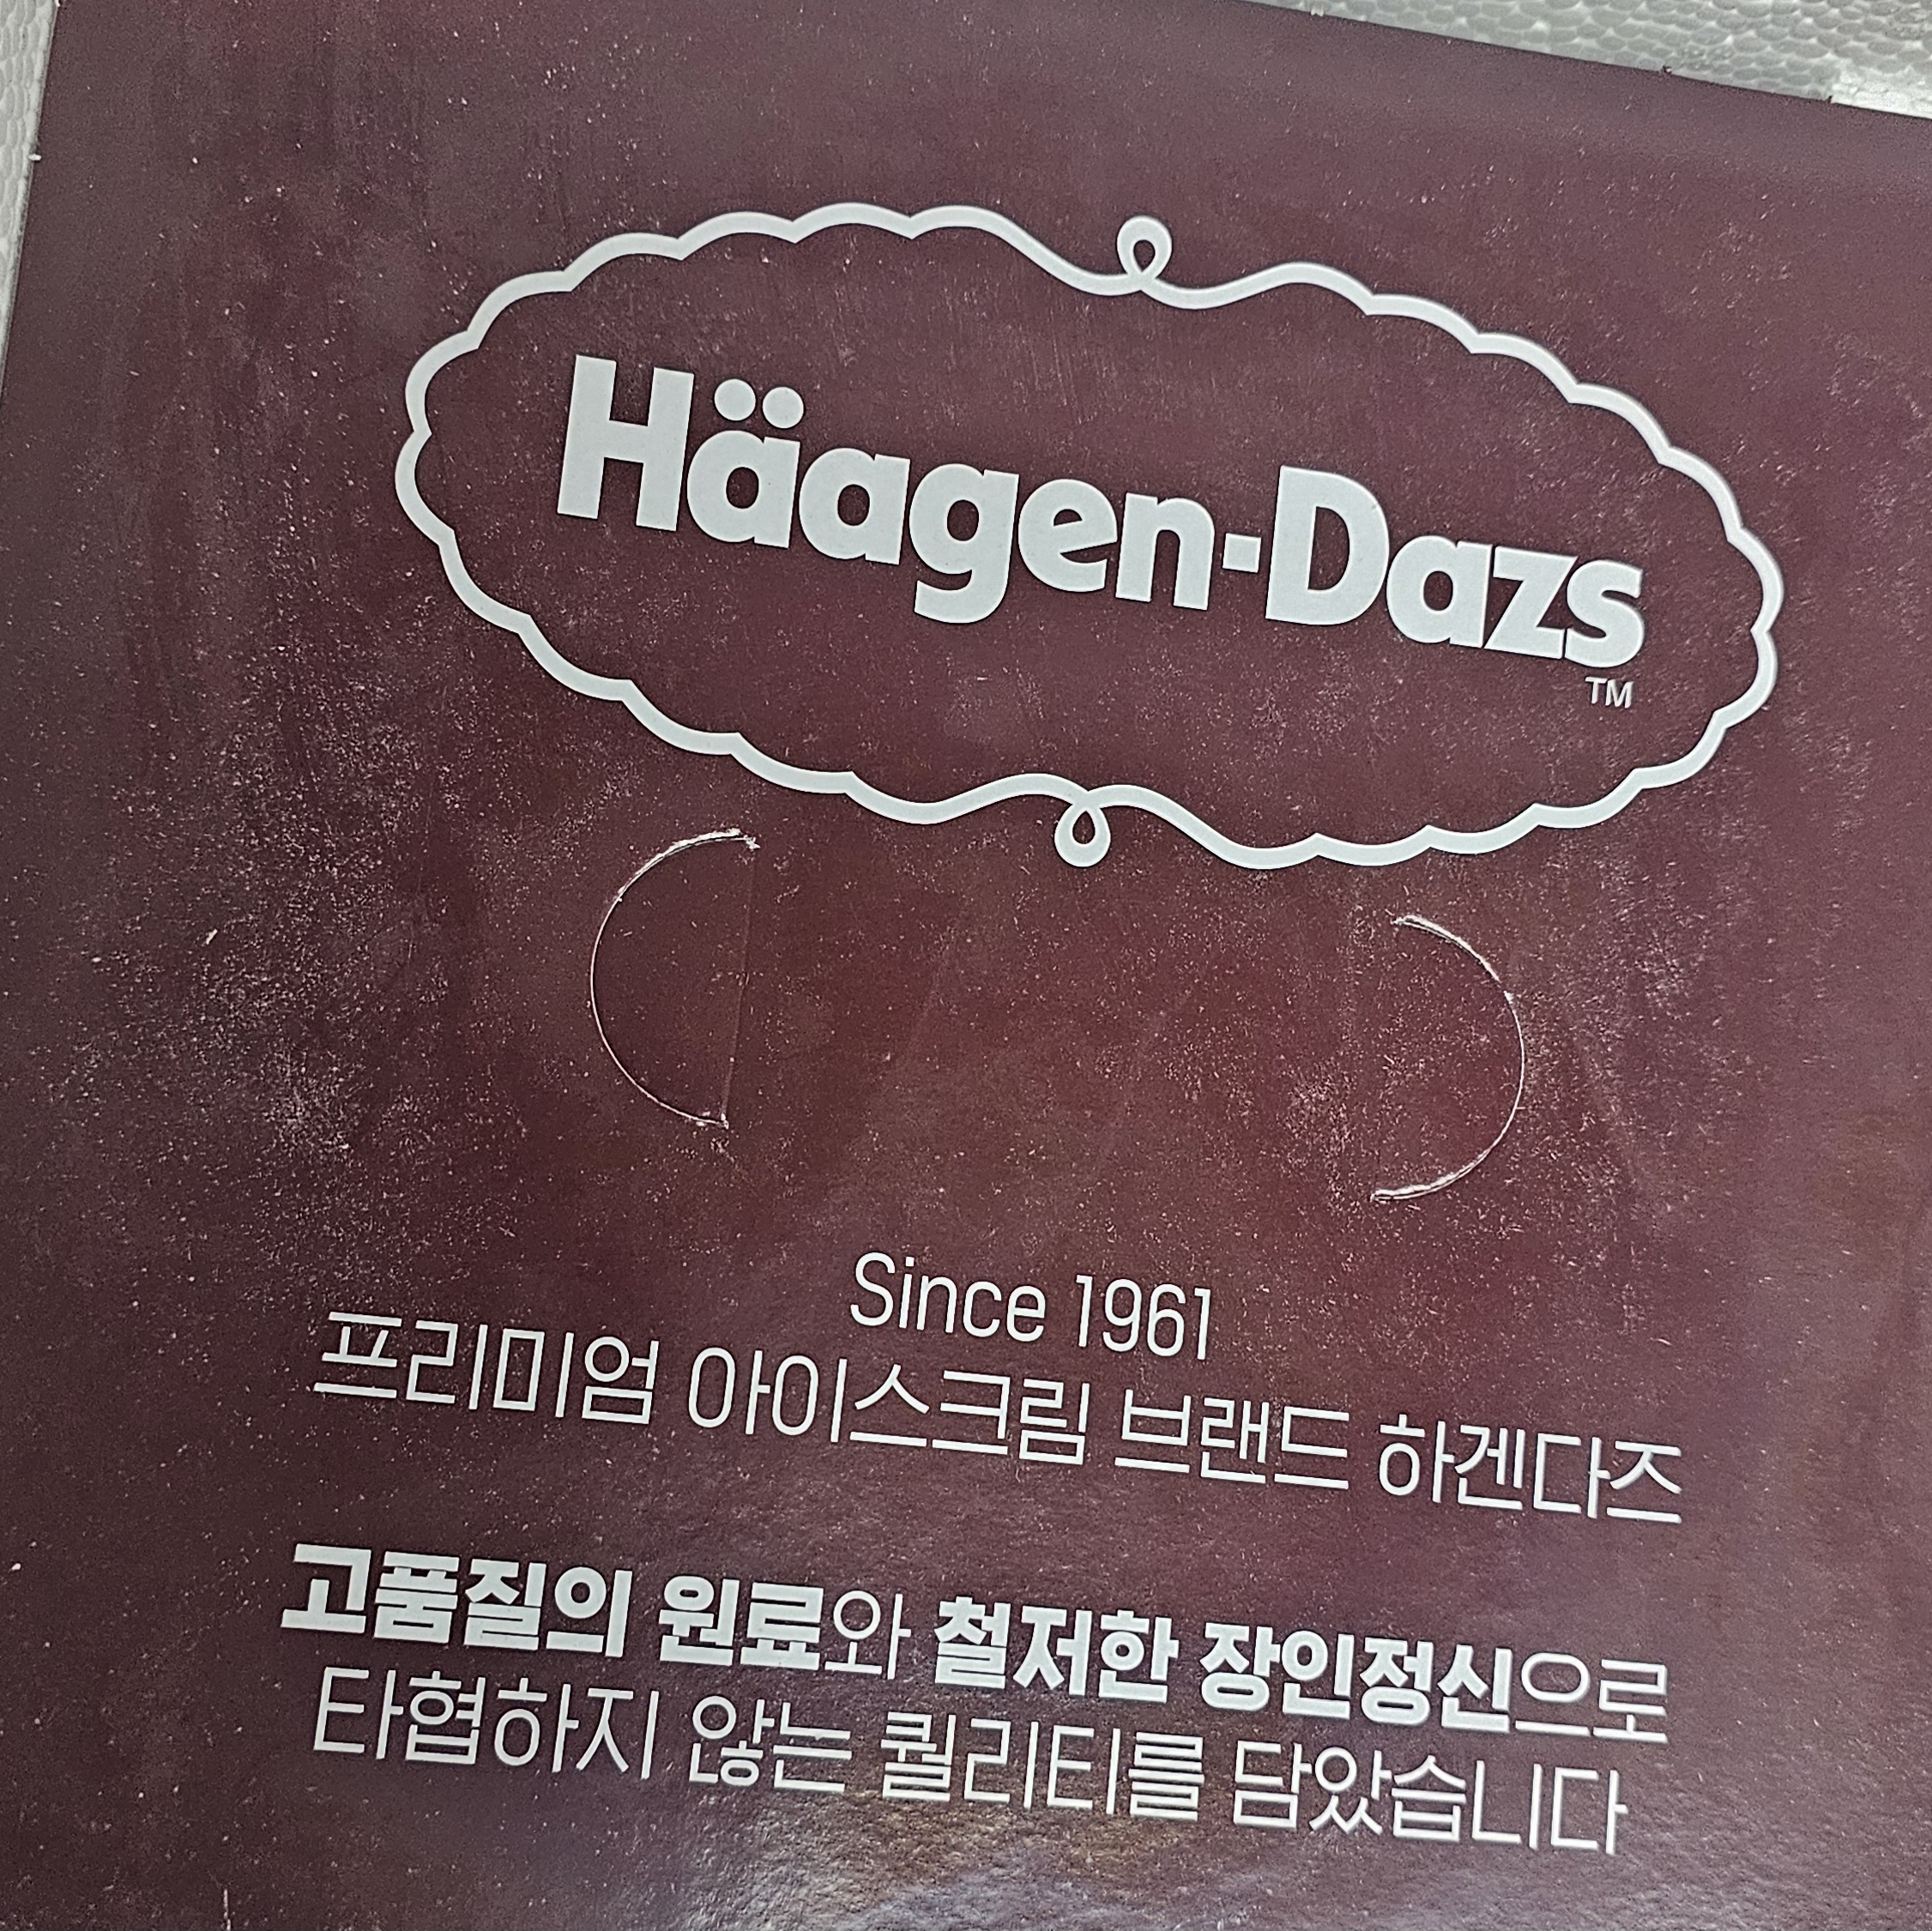 Häagen-Dazs
TM
Since 1961
프리미엄 아이스크림 브랜드 하겐다즈
고품질의 원료와 철저한 장인정신으로
타협하지 않는 퀄리티를 담았습니다